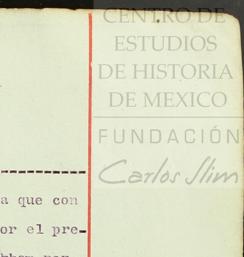 CENTRO DE
ESTUDIOS
DE HISTORIA
DE MEXICO
FUNDACIÓN
Carlos Slim
a que con
or el pre-